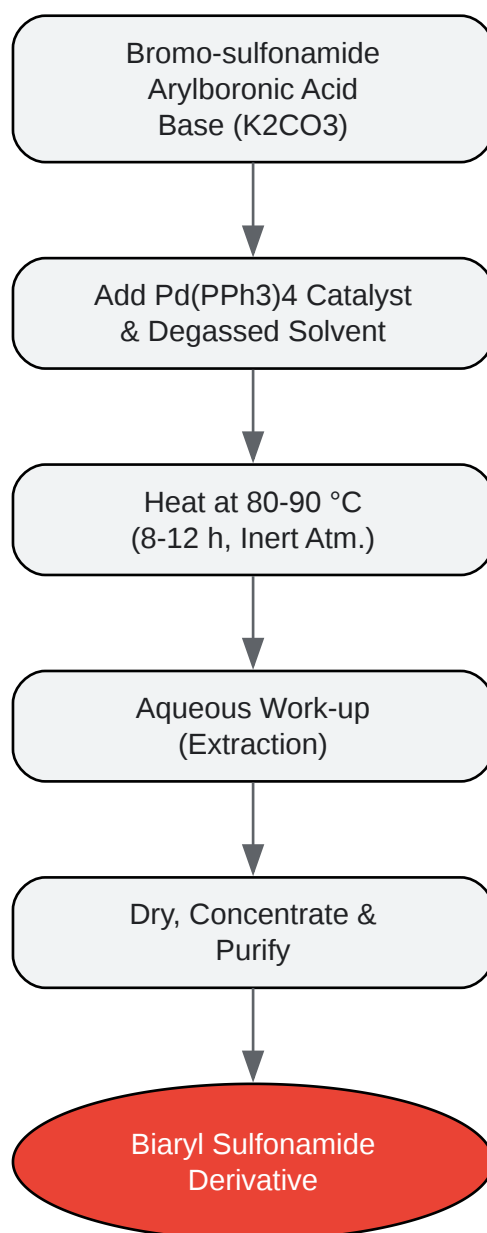 Bromo-sulfonamide
Arylboronic Acid
Base (K2CO3)
Add Pd(PPh3)4 Catalyst
& Degassed Solvent
Heat at 80-90 °C
(8-12 h, Inert Atm.)
Aqueous Work-up
(Extraction)
Dry, Concentrate &
Purify
Biaryl Sulfonamide
Derivative